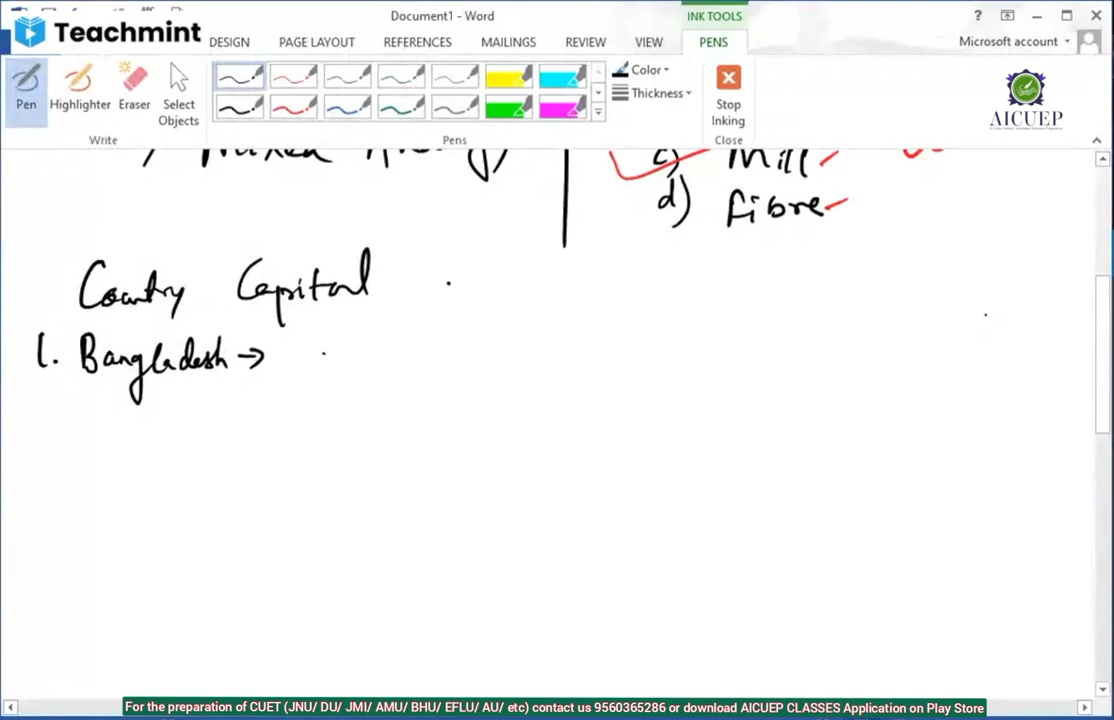 Document1 - Word
INK TOOLS
Teachmint
DESIGN PAGE LAYOUT REFERENCES MAILINGS REVIEW VIEW PENS
Microsoft account
Pen Highlighter Eraser Select Objects
Color
Thickness
Stop Inking
Write Pens Close
AICUEP
c) Mill
d) fibre
Country Capital
1. Bangladesh →
For the preparation of CUET (JNU/ DU/ JMI/ AMU/ BHU/ EFLU/ AU/ etc) contact us 9560365286 or download AICUEP CLASSES Application on Play Store